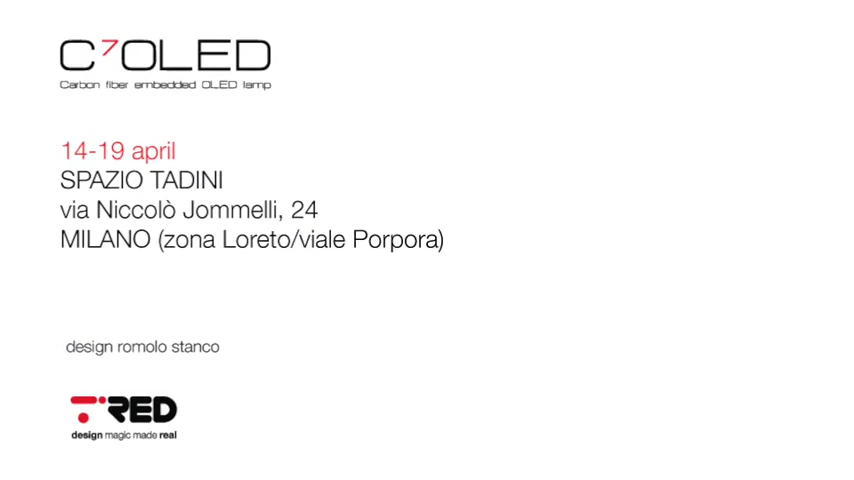 C7OLED
Carbon fiber embedded OLED lamp
14-19 april
SPAZIO TADINI
via Niccolò Jommelli, 24
MILANO (zona Loreto/viale Porpora)
design romolo stanco
TRED
design magic made real